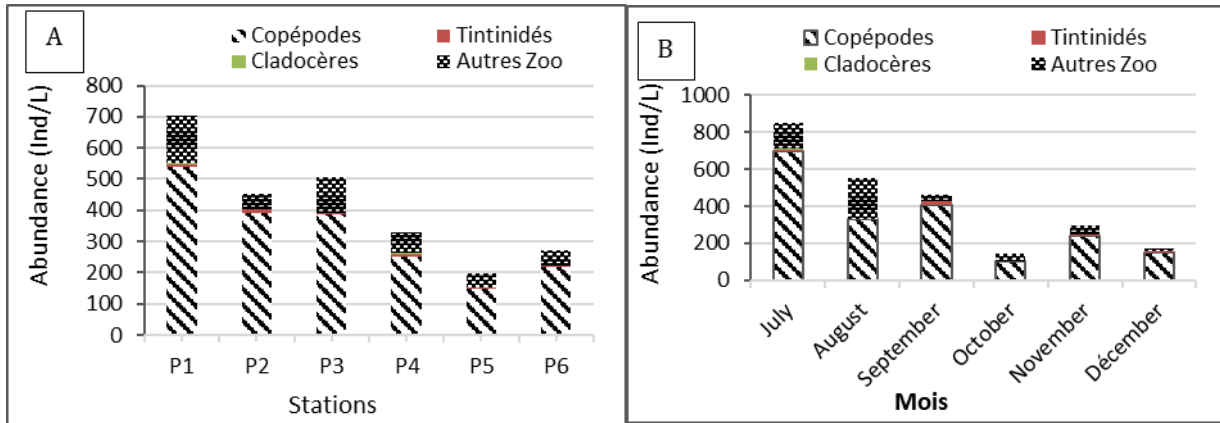 A
Copépodes Tintinidés
Cladocères Autres Zoo
Abundance (Ind/L)
800
700
600
500
400
300
200
100
0
P1 P2 P3 P4 P5 P6
Stations
B
Copépodes Tintinidés
Cladocères Autres Zoo
Abundance (Ind/L)
1000
800
600
400
200
0
July August September October November Décember
Mois